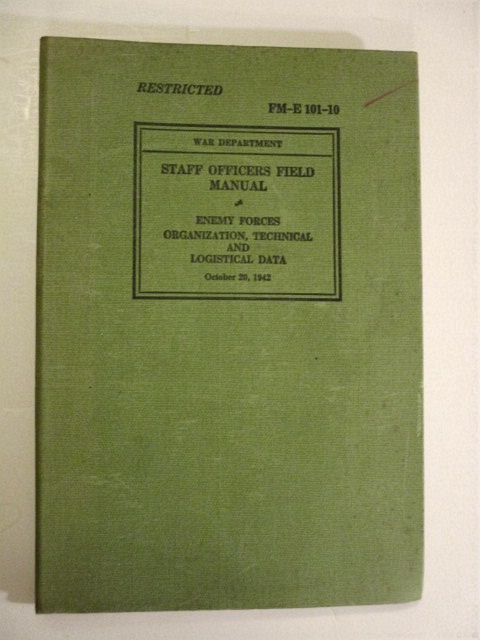 RESTRICTED
FM-E 101-10
WAR DEPARTMENT
STAFF OFFICERS FIELD
MANUAL
ENEMY FORCES
ORGANIZATION, TECHNICAL
AND
LOGISTICAL DATA
October 20, 1942